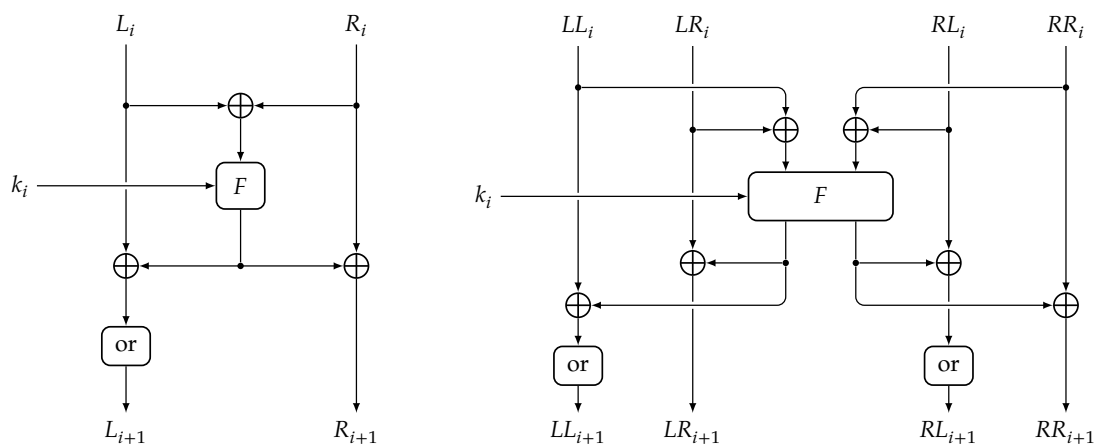 L_i R_i LL_i LR_i RL_i RR_i
k_i F k_i F
or or or
L_{i+1} R_{i+1} LL_{i+1} LR_{i+1} RL_{i+1} RR_{i+1}